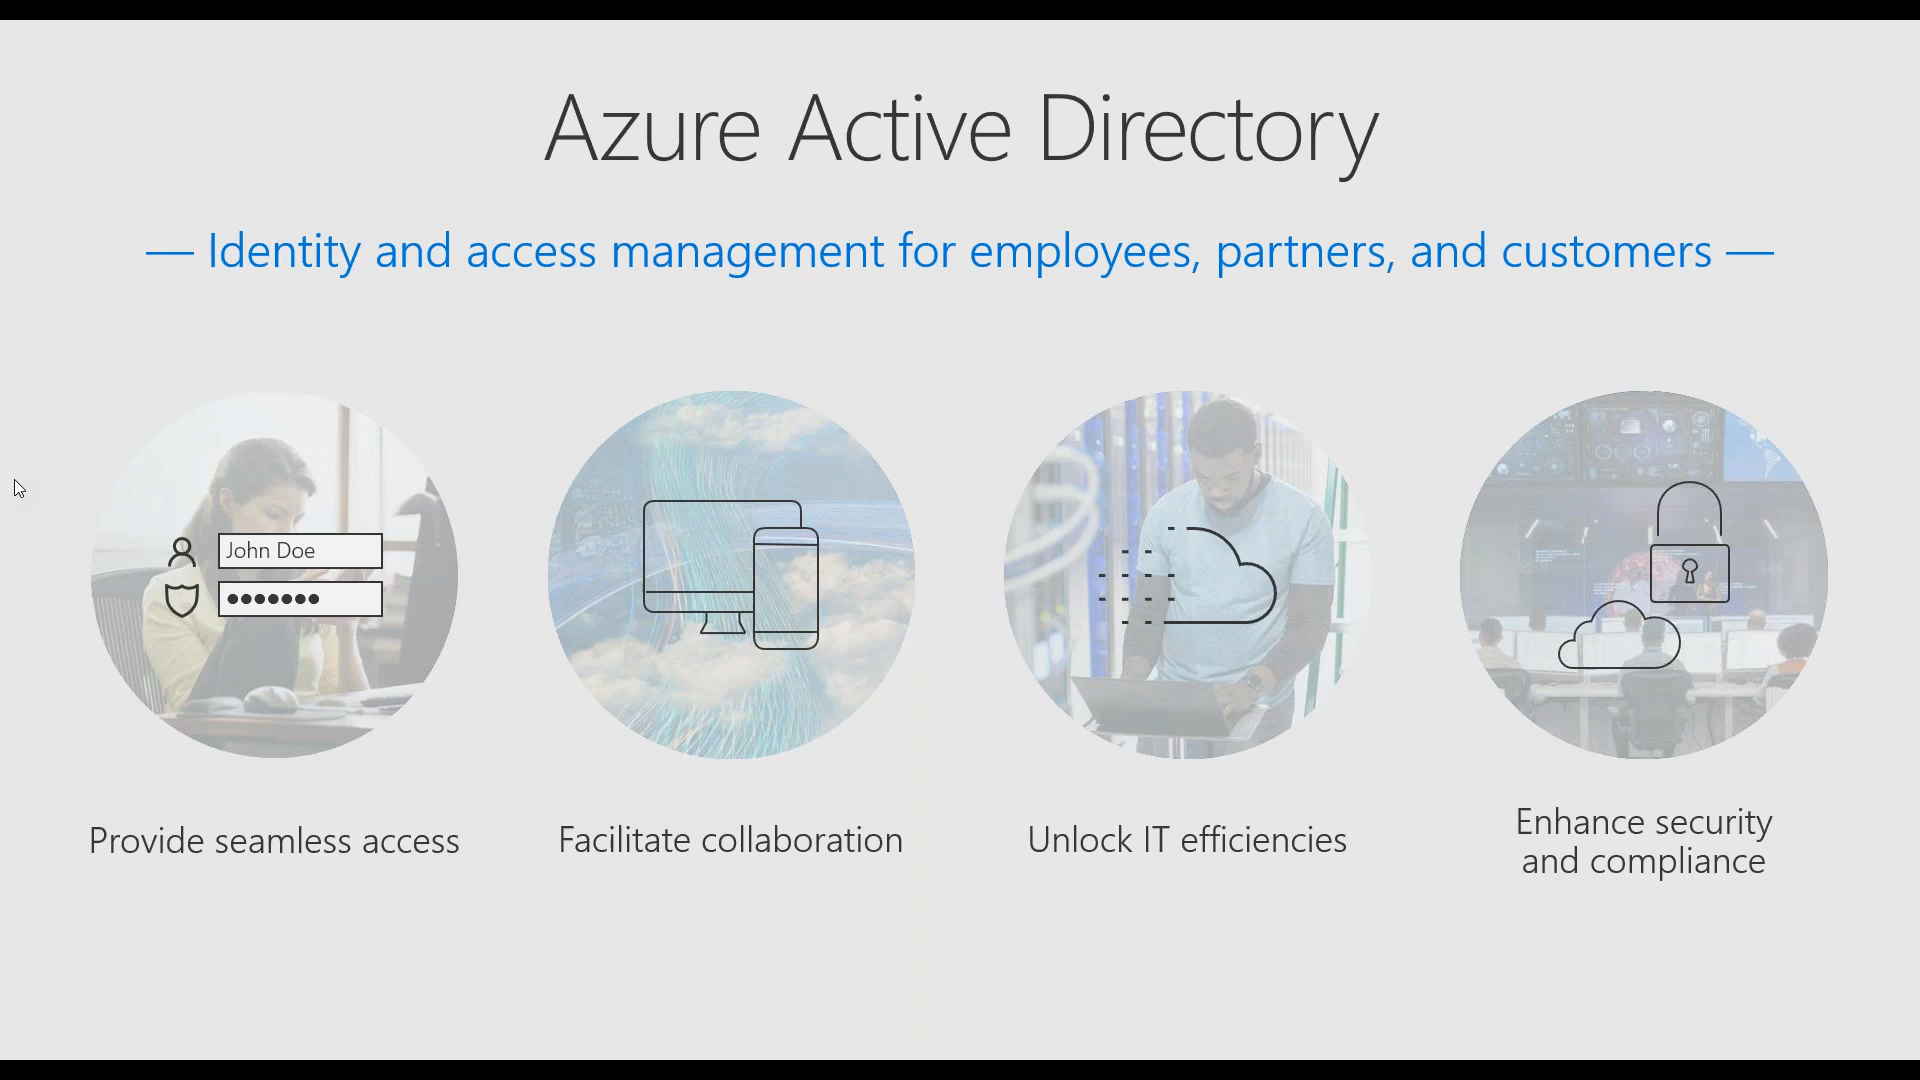 Azure Active Directory
— Identity and access management for employees, partners, and customers —
John Doe
●●●●●●●
Provide seamless access
Facilitate collaboration
Unlock IT efficiencies
Enhance security
and compliance